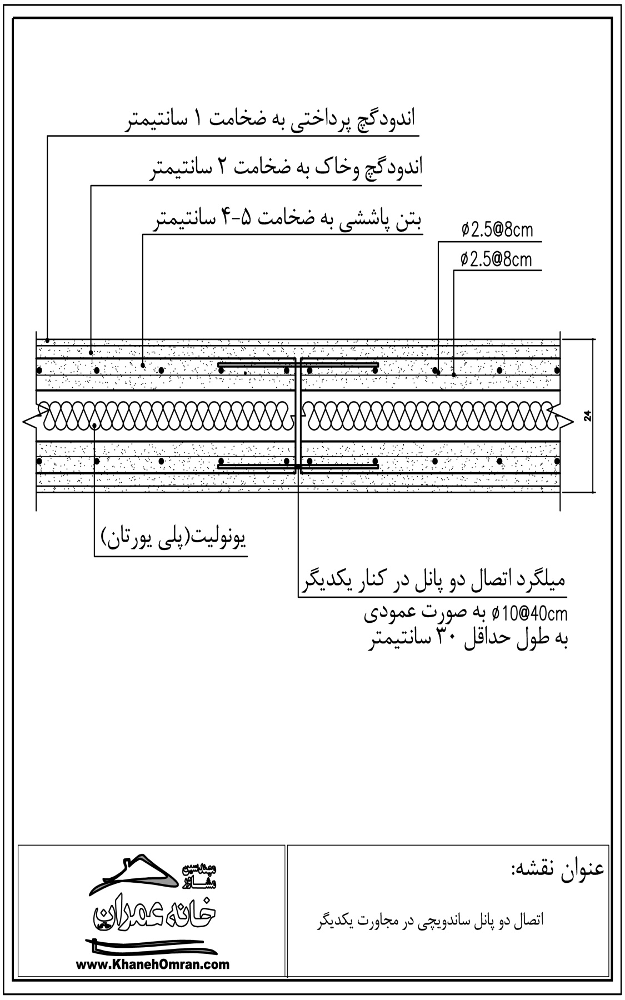 اندودگچ پرداختی به ضخامت ۱ سانتیمتر
اندودگچ وخاک به ضخامت ۲ سانتیمتر
بتن پاششی به ضخامت ۵-۴ سانتیمتر
ϕ2.5@8cm
ϕ2.5@8cm
24
یونولیت(پلی یورتان)
میلگرد اتصال دو پانل در کنار یکدیگر
ϕ10@40cm به صورت عمودی
به طول حداقل ۳۰ سانتیمتر
عنوان نقشه:
اتصال دو پانل ساندویچی در مجاورت یکدیگر
مهندسین
مشاور
خانه عمران
www.KhanehOmran.com